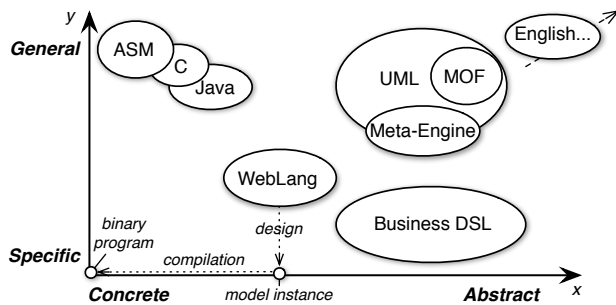 y
General
ASM
C
Java
UML
MOF
English...
Meta-Engine
WebLang
Business DSL
binary
program
design
compilation
Specific
Concrete
model instance
Abstract
x